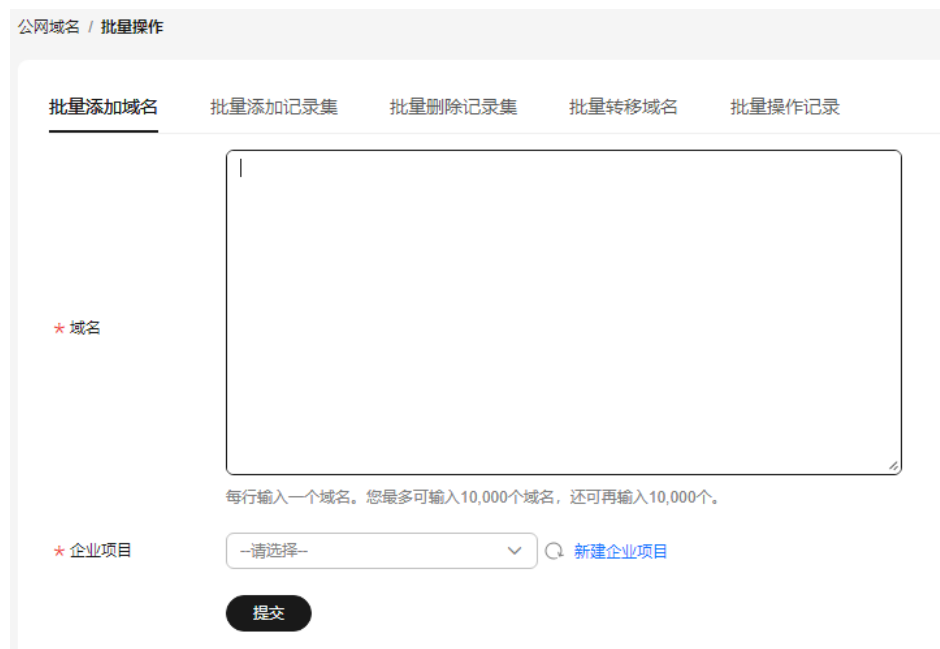 公网域名 / 批量操作
批量添加域名 批量添加记录集 批量删除记录集 批量转移域名 批量操作记录
* 域名
每行输入一个域名。您最多可输入10,000个域名，还可再输入10,000个。
* 企业项目 --请选择-- 新建企业项目
提交